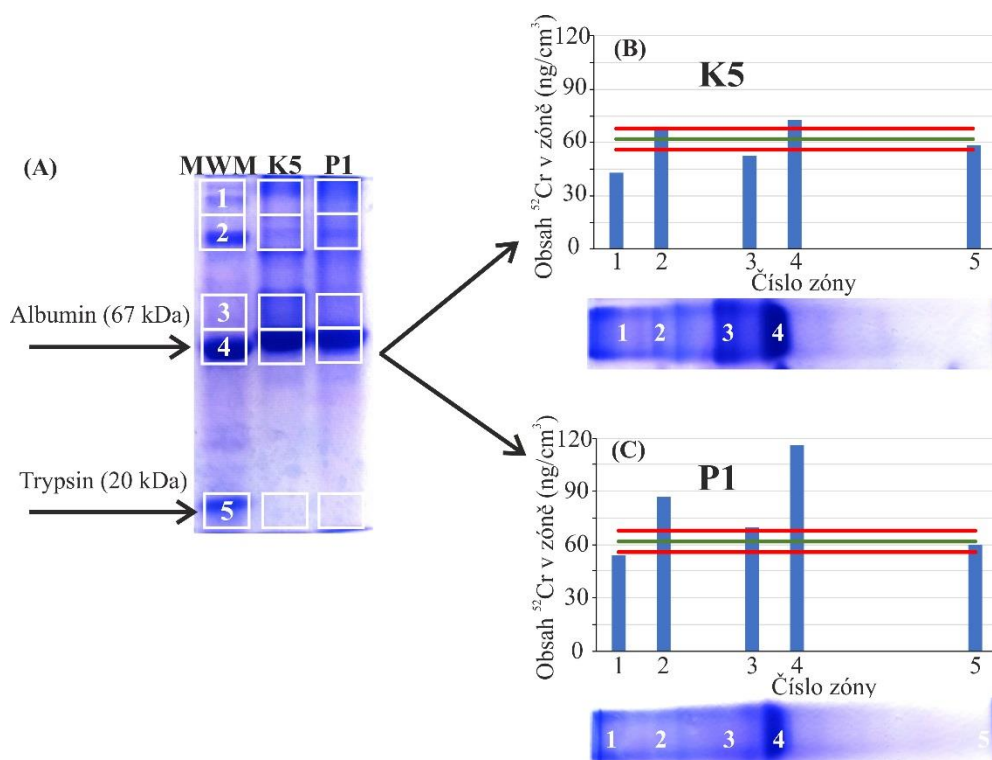 (A)
MWM K5 P1
1
2
3
4
5
Albumin (67 kDa)
Trypsin (20 kDa)
(B)
K5
Obsah ⁵²Cr v zóně (ng/cm³)
120
90
60
30
0
1 2 3 4 5
Číslo zóny
1 2 3 4
(C)
P1
Obsah ⁵²Cr v zóně (ng/cm³)
120
90
60
30
0
1 2 3 4 5
Číslo zóny
1 2 3 4 5